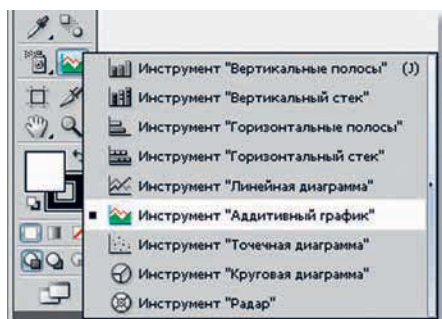 Инструмент "Вертикальные полосы" (J)
Инструмент "Вертикальный стек"
Инструмент "Горизонтальные полосы"
Инструмент "Горизонтальный стек"
Инструмент "Линейная диаграмма"
Инструмент "Аддитивный график"
Инструмент "Точечная диаграмма"
Инструмент "Круговая диаграмма"
Инструмент "Радар"